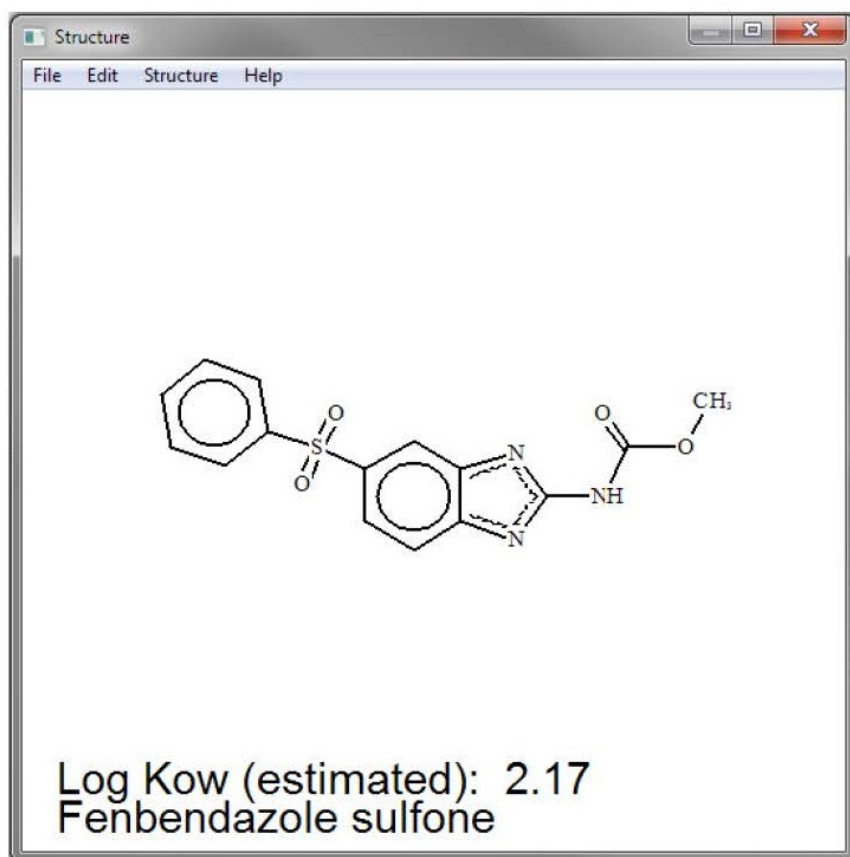 Structure
File Edit Structure Help
CH₃
O
O
O
S
N
O
NH
N
Log Kow (estimated): 2.17
Fenbendazole sulfone